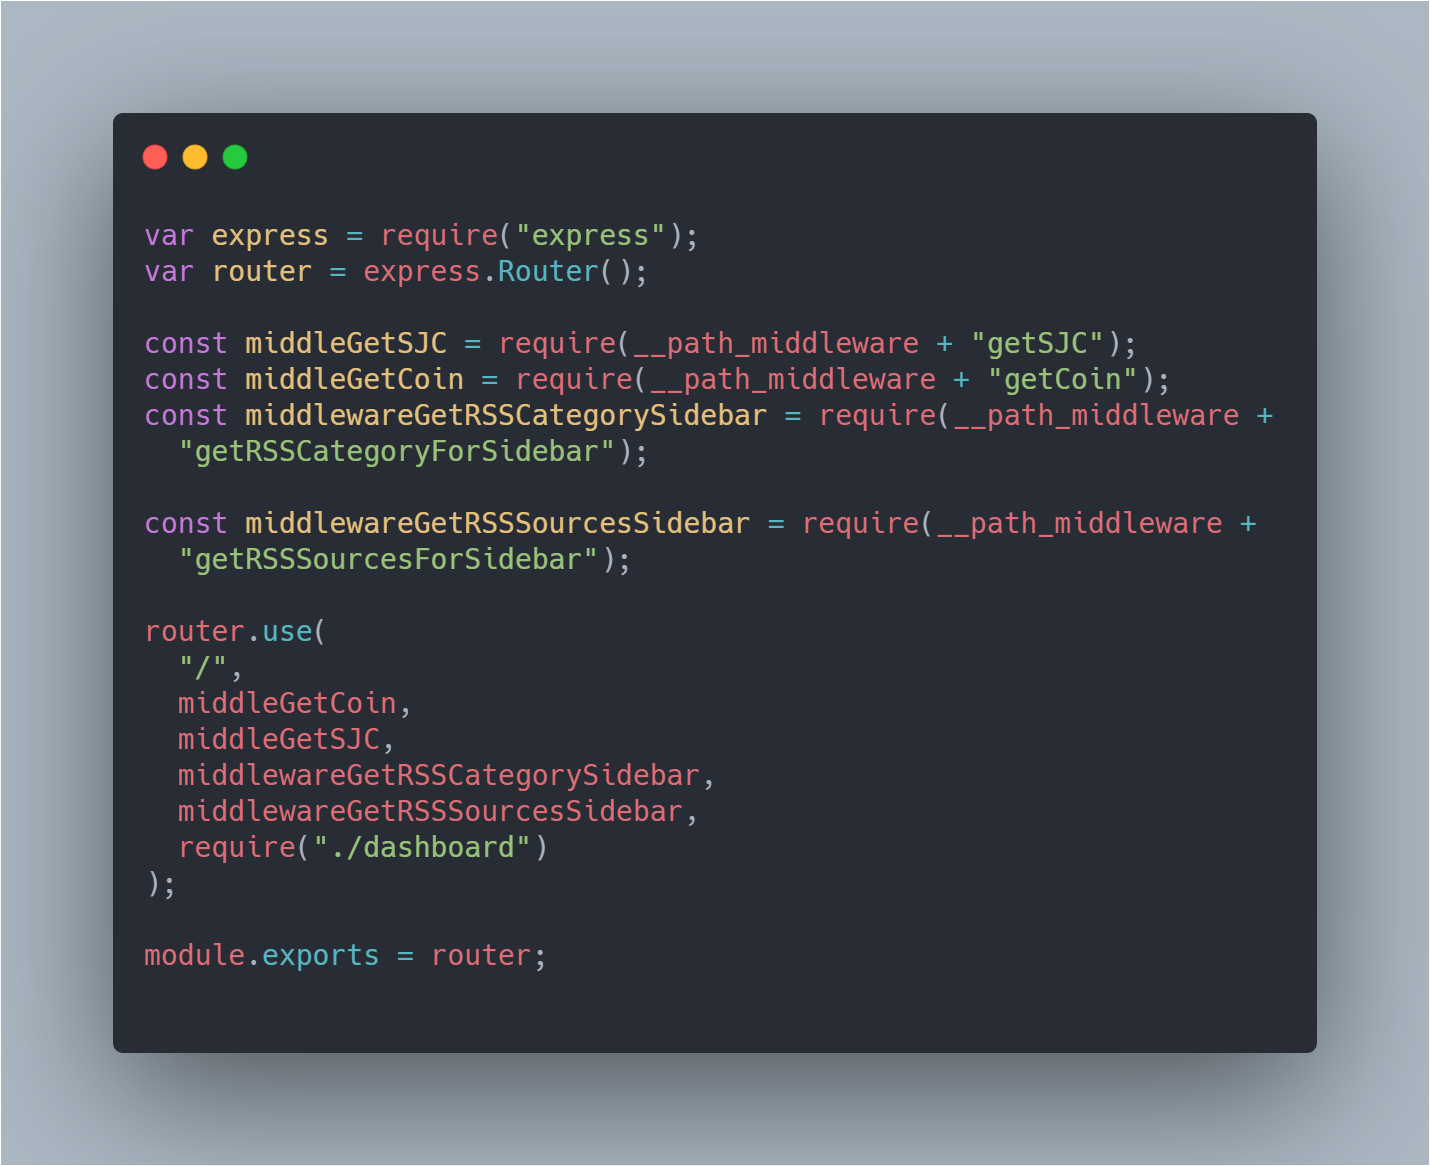 var express = require("express");
var router = express.Router();
const middleGetSJC = require(__path_middleware + "getSJC");
const middleGetCoin = require(__path_middleware + "getCoin");
const middlewareGetRSSCategorySidebar = require(__path_middleware +
  "getRSSCategoryForSidebar");
const middlewareGetRSSSourcesSidebar = require(__path_middleware +
  "getRSSSourcesForSidebar");
router.use(
  "/",
  middleGetCoin,
  middleGetSJC,
  middlewareGetRSSCategorySidebar,
  middlewareGetRSSSourcesSidebar,
  require("./dashboard")
);
module.exports = router;